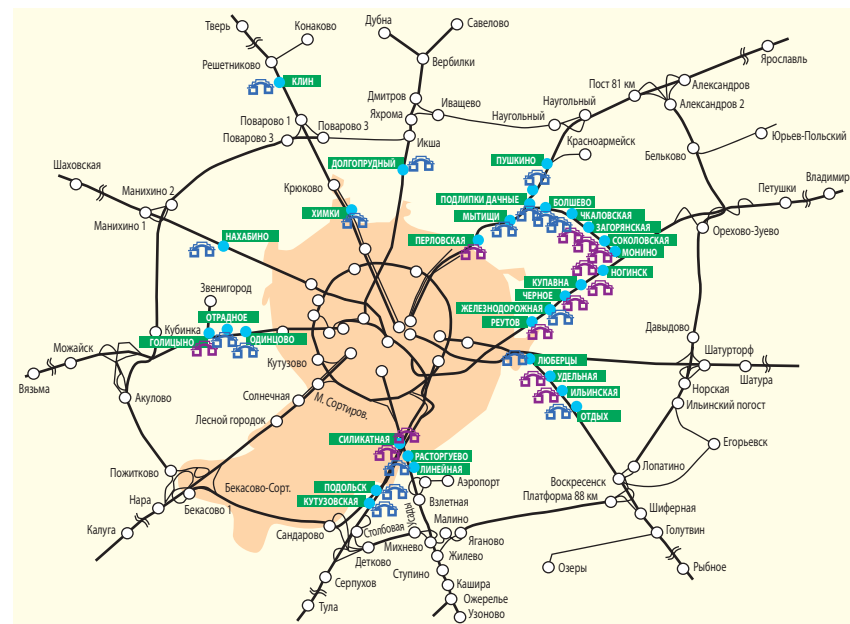 Дубна
Савелово
Тверь
Конаково
Ярославль
Решетниково
Вербилки
КЛИН
Пост 81 км
Александров
Дмитров
Иващево
Наугольный
Александров 2
Яхрома
Наугольный
Поварово 1
Поварово 3
Поварово 3
Икша
Красноармейск
Юрьев-Польский
Бельково
ДОЛГОПРУДНЫЙ
ПУШКИНО
Шаховская
Владимир
Крюково
Петушки
Манихино 2
ПОДЛИПКИ ДАЧНЫЕ
БОЛШЕВО
Манихино 1
ХИМКИ
МЫТИЩИ
ЧКАЛОВСКАЯ
ЗАГОРЯНСКАЯ
Орехово-Зуево
НАХАБИНО
ПЕРЛОВСКАЯ
СОКОЛОВСКАЯ
МОНИНО
НОГИНСК
КУПАВНА
Звенигород
ЧЕРНОЕ
ЖЕЛЕЗНОДОРОЖНАЯ
ОТРАДНОЕ
РЕУТОВ
Кубинка
Давыдово
ГОЛИЦЫНО
ОДИНЦОВО
Можайск
Шатурторф
Кутузово
ЛЮБЕРЦЫ
Вязьма
УДЕЛЬНАЯ
Шатура
Норская
Акулово
Солнечная
ИЛЬИНСКАЯ
Ильинский погост
М. Сортиров.
ОТДЫХ
Лесной городок
СИЛИКАТНАЯ
Егорьевск
РАСТОРГУЕВО
Пожитково
ЛИНЕЙНАЯ
Лопатино
Воскресенск
Аэропорт
Бекасово-Сорт.
ПОДОЛЬСК
Нара
КУТУЗОВСКАЯ
Взлетная
Платформа 88 км
Бекасово 1
Шиферная
Малино
Столбовая
Калуга
Сандарово
Яганово
Голутвин
Михнево
Детково
Жилево
Озеры
Рыбное
Серпухов
Ступино
Кашира
Тула
Ожерелье
Узоново